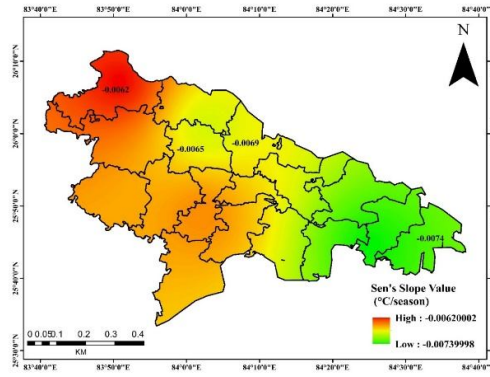 83°40'0"E 83°50'0"E 84°0'0"E 84°10'0"E 84°20'0"E 84°30'0"E 84°40'0"E
N
26°10'0"N
-0.0062
26°0'0"N
-0.0065
-0.0069
25°50'0"N
-0.0074
25°40'0"N
Sen's Slope Value
(°C/season)
High : -0.00620002
Low : -0.00739998
0 0.05 0.1 0.2 0.3 0.4
KM
25°30'0"N
83°40'0"E 83°50'0"E 84°0'0"E 84°10'0"E 84°20'0"E 84°30'0"E 84°40'0"E